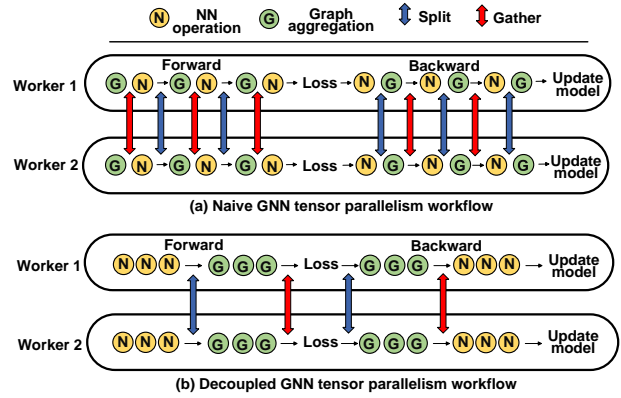 N NN operation G Graph aggregation Split Gather
Forward Backward
Worker 1 G N G N G N Loss N G N G N G Update model
Worker 2 G N G N G N Loss N G N G N G Update model
(a) Naive GNN tensor parallelism workflow
Forward Backward
Worker 1 N N N G G G Loss G G G N N N Update model
Worker 2 N N N G G G Loss G G G N N N Update model
(b) Decoupled GNN tensor parallelism workflow